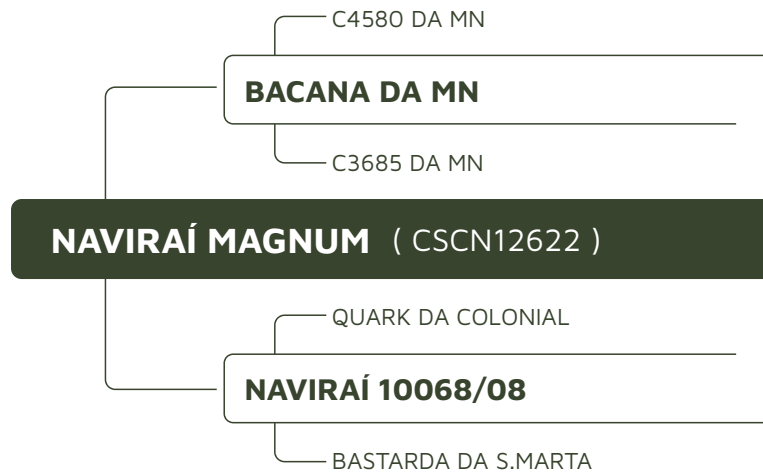 C4580 DA MN
BACANA DA MN
C3685 DA MN
NAVIRAÍ MAGNUM ( CSCN12622 )
QUARK DA COLONIAL
NAVIRAÍ 10068/08
BASTARDA DA S.MARTA